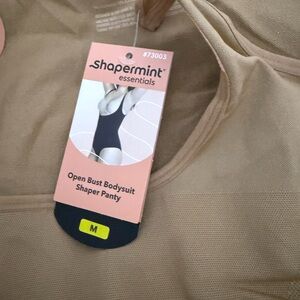 #73003
shapermint
essentials
Open Bust Bodysuit
Shaper Panty
M